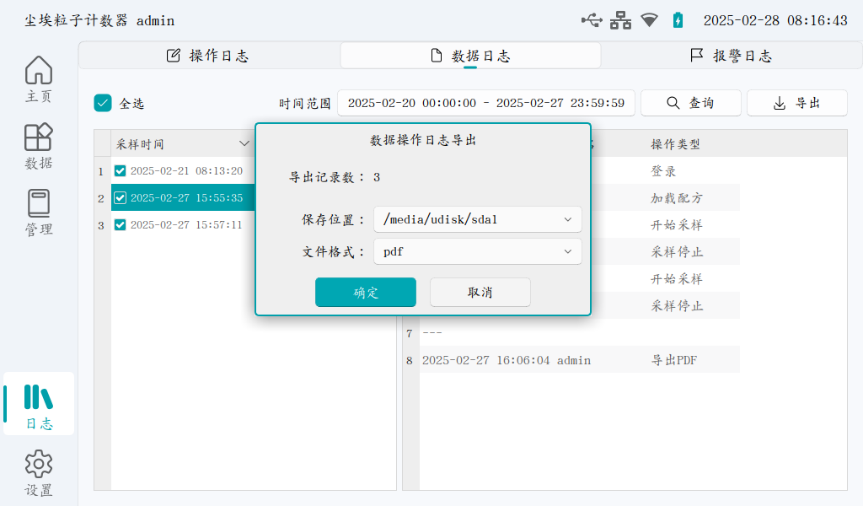 尘埃粒子计数器 admin
2025-02-28 08:16:43
主页
数据
管理
日志
设置
操作日志
数据日志
报警日志
全选
时间范围
2025-02-20 00:00:00 - 2025-02-27 23:59:59
查询
导出
采样时间
1 2025-02-21 08:13:20
2 2025-02-27 15:55:35
3 2025-02-27 15:57:11
数据操作日志导出
导出记录数: 3
保存位置: /media/udisk/sda1
文件格式: pdf
确定
取消
操作类型
登录
加载配方
开始采样
采样停止
开始采样
采样停止
7 ---
8 2025-02-27 16:06:04 admin 导出PDF